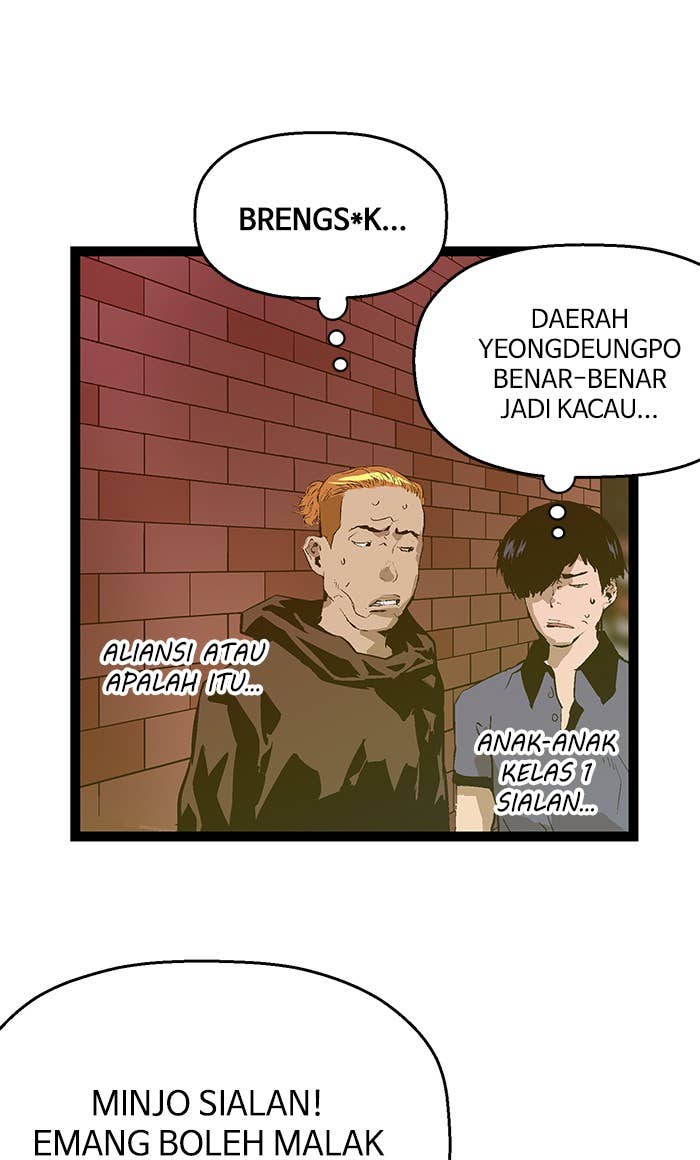 BRENGS*K...
DAERAH
YEONGDEUNGPO
BENAR-BENAR
JADI KACAU...
ALIANSI ATAU
APALAH ITU...
ANAK-ANAK
KELAS 1
SIALAN...
MINJO SIALAN!
EMANG BOLEH MALAK